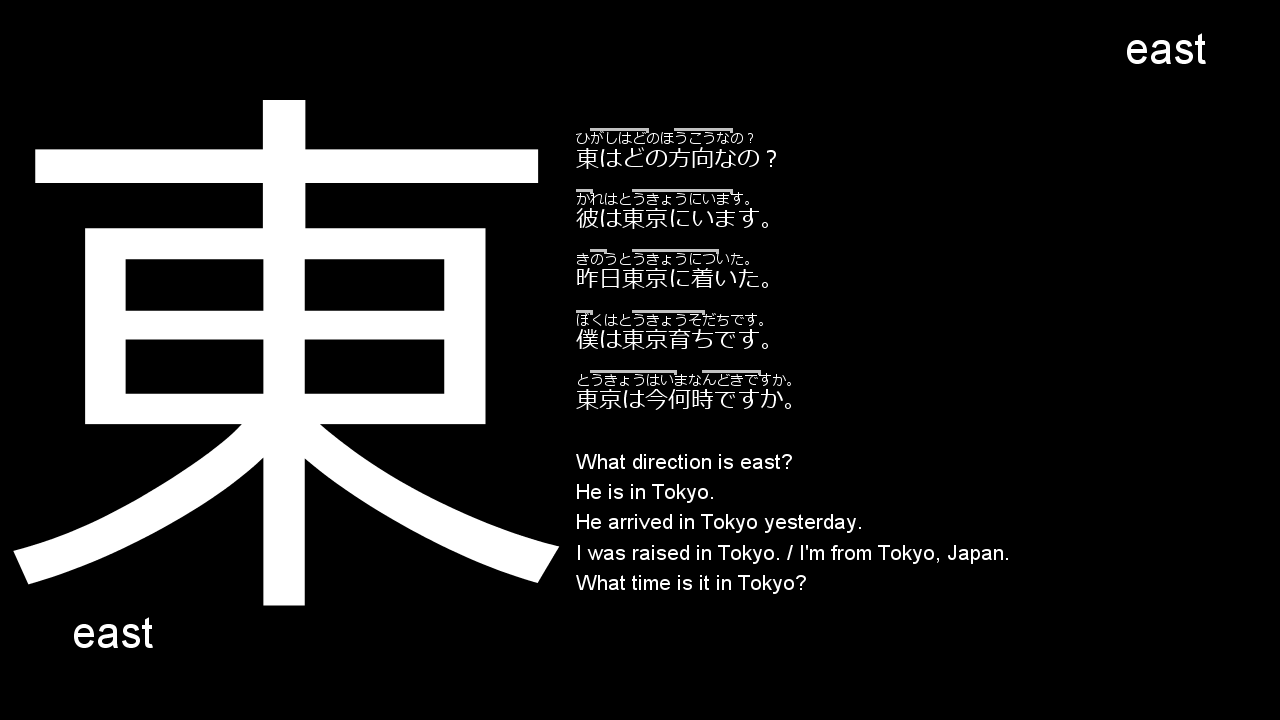 east
東
ひがしはどのほうこうなの？
東はどの方向なの？
かれはとうきょうにいます。
彼は東京にいます。
きのうとうきょうについた。
昨日東京に着いた。
ぼくはとうきょうそだちです。
僕は東京育ちです。
とうきょうはいまなんどきですか。
東京は今何時ですか。
What direction is east?
He is in Tokyo.
He arrived in Tokyo yesterday.
I was raised in Tokyo. / I'm from Tokyo, Japan.
What time is it in Tokyo?
east